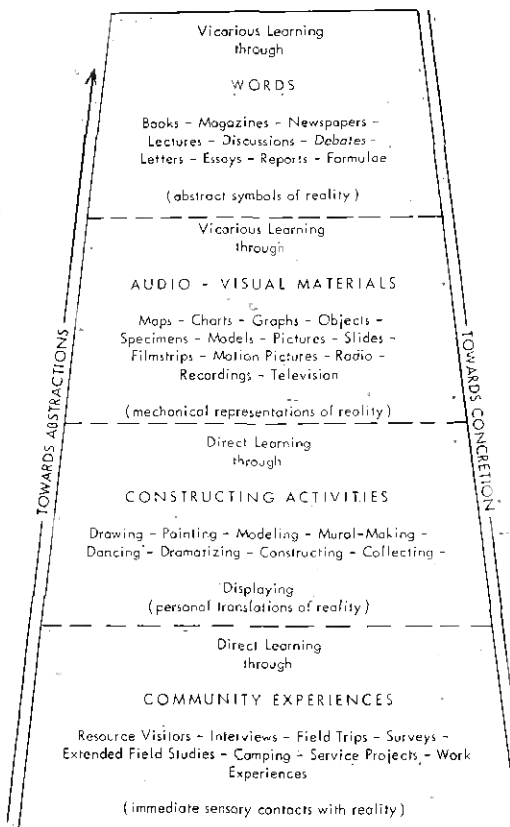 Vicarious Learning
through
WORDS
Books - Magazines - Newspapers -
Lectures - Discussions - Debates -
Letters - Essays - Reports - Formulae
(abstract symbols of reality)
Vicarious Learning
through
AUDIO - VISUAL MATERIALS
Maps - Charts - Graphs - Objects -
Specimens - Models - Pictures - Slides -
Filmstrips - Motion Pictures - Radio -
Recordings - Television
(mechanical representations of reality)
Direct Learning
through
CONSTRUCTING ACTIVITIES
Drawing - Painting - Modeling - Mural-Making -
Dancing - Dramatizing - Constructing - Collecting -
Displaying
(personal translations of reality)
Direct Learning
through
COMMUNITY EXPERIENCES
Resource Visitors - Interviews - Field Trips - Surveys -
Extended Field Studies - Camping - Service Projects - Work
Experiences
(immediate sensory contacts with reality)
TOWARDS ABSTRACTIONS
TOWARDS CONCRETION